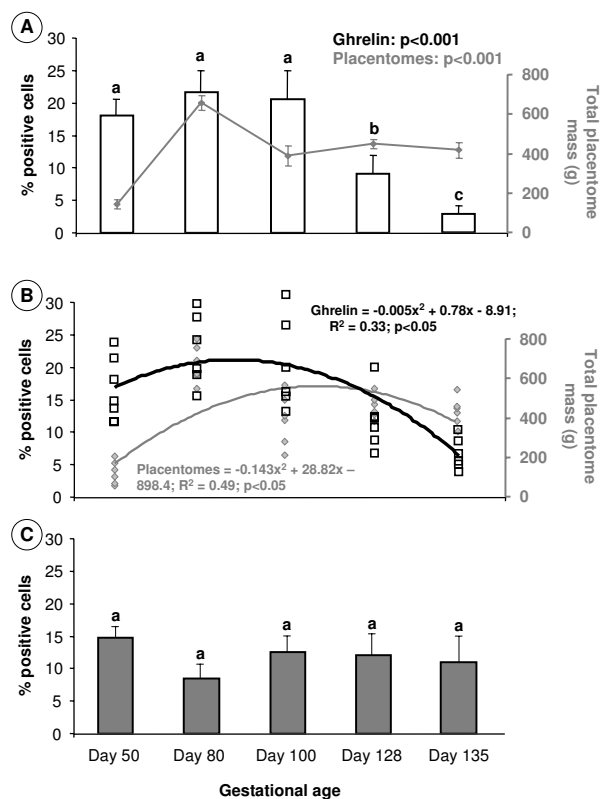 A
Ghrelin: p<0.001
Placentomes: p<0.001
% positive cells
30
25
20
15
10
5
0
a
a
a
b
c
800
600
400
200
0
Total placentome
mass (g)
B
Ghrelin = -0.005x² + 0.78x - 8.91;
R² = 0.33; p<0.05
% positive cells
30
25
20
15
10
5
0
Placentomes = -0.143x² + 28.82x –
898.4; R² = 0.49; p<0.05
800
600
400
200
0
Total placentome
mass (g)
C
% positive cells
30
25
20
15
10
5
0
a
a
a
a
a
Day 50 Day 80 Day 100 Day 128 Day 135
Gestational age